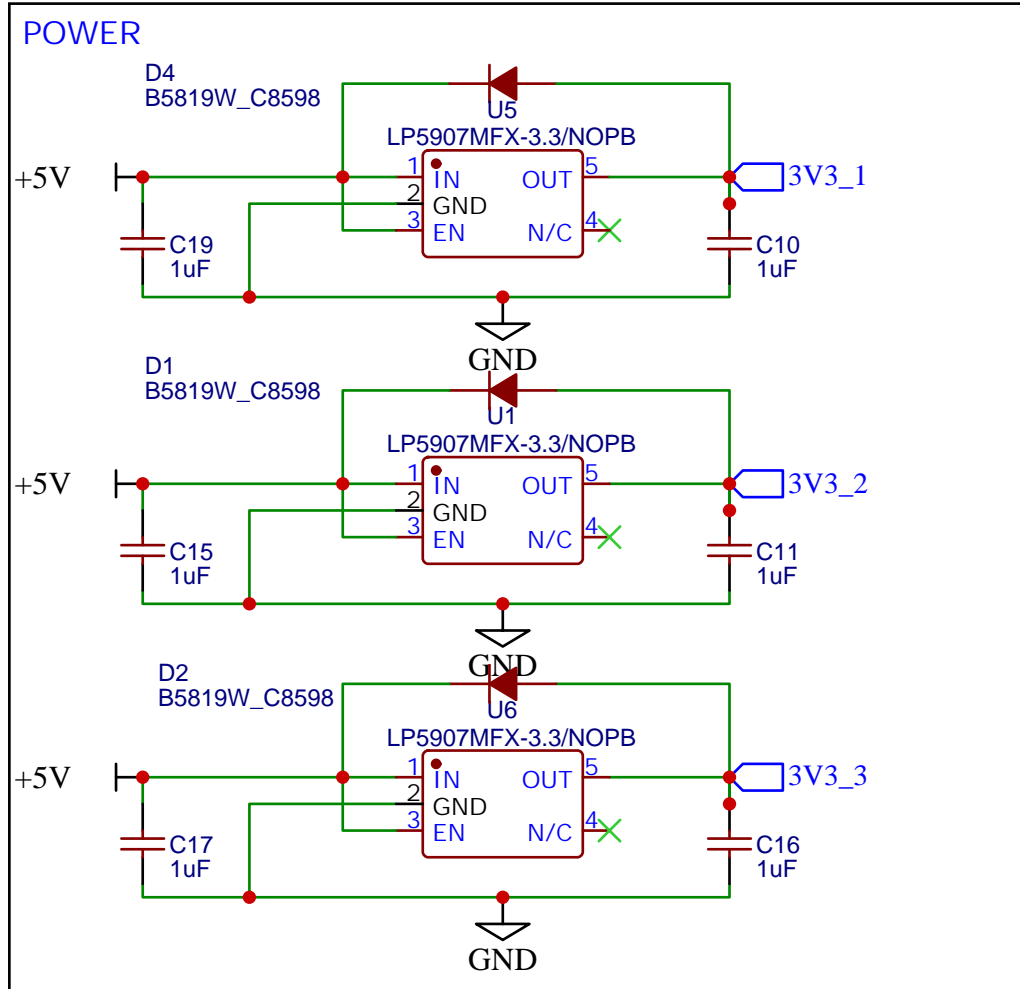 POWER
D4
B5819W_C8598
U5
LP5907MFX-3.3/NOPB
+5V
1
IN
OUT
5
3V3_1
2
GND
3
EN
N/C
4
C19
1uF
C10
1uF
GND
D1
B5819W_C8598
U1
LP5907MFX-3.3/NOPB
+5V
1
IN
OUT
5
3V3_2
2
GND
3
EN
N/C
4
C15
1uF
C11
1uF
GND
D2
B5819W_C8598
U6
LP5907MFX-3.3/NOPB
+5V
1
IN
OUT
5
3V3_3
2
GND
3
EN
N/C
4
C17
1uF
C16
1uF
GND